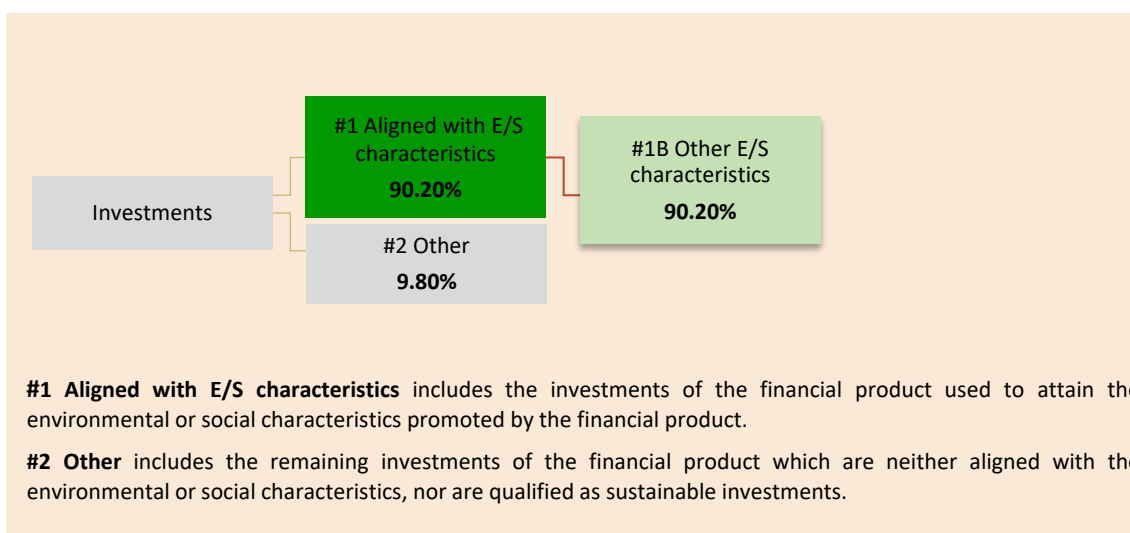 #1 Aligned with E/S
characteristics
90.20%
#1B Other E/S
characteristics
90.20%
Investments
#2 Other
9.80%
#1 Aligned with E/S characteristics includes the investments of the financial product used to attain the
environmental or social characteristics promoted by the financial product.
#2 Other includes the remaining investments of the financial product which are neither aligned with the
environmental or social characteristics, nor are qualified as sustainable investments.